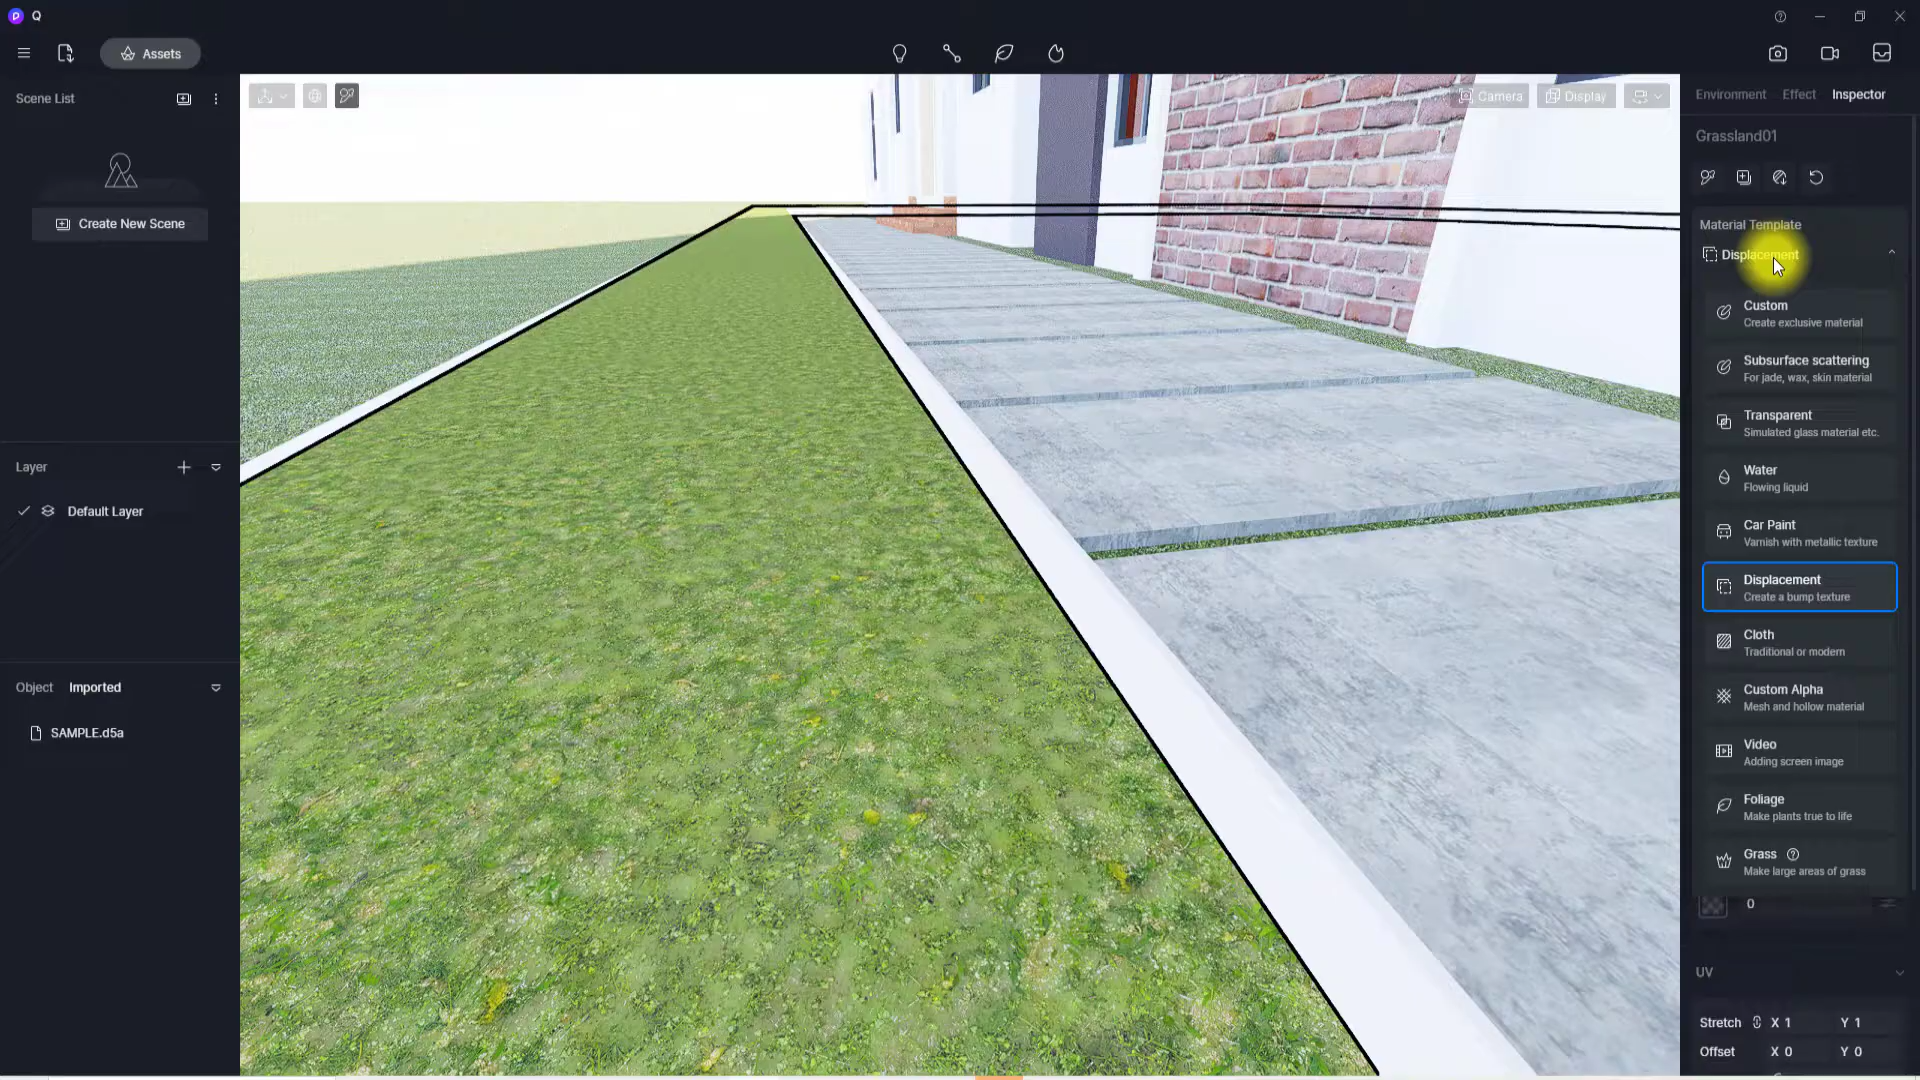 Q
Assets
Scene List
Create New Scene
Layer
Default Layer
Object Imported
SAMPLE.d5a
Camera Display
Environment Effect Inspector
Grassland01
Material Template
Displacement
Custom
Create exclusive material
Subsurface scattering
For jade, wax, skin material
Transparent
Simulated glass material etc.
Water
Flowing liquid
Car Paint
Varnish with metallic texture
Displacement
Create a bump texture
Cloth
Traditional or modern
Custom Alpha
Mesh and hollow material
Video
Adding screen image
Foliage
Make plants true to life
Grass
Make large areas of grass
0
UV
Stretch X 1 Y 1
Offset X 0 Y 0